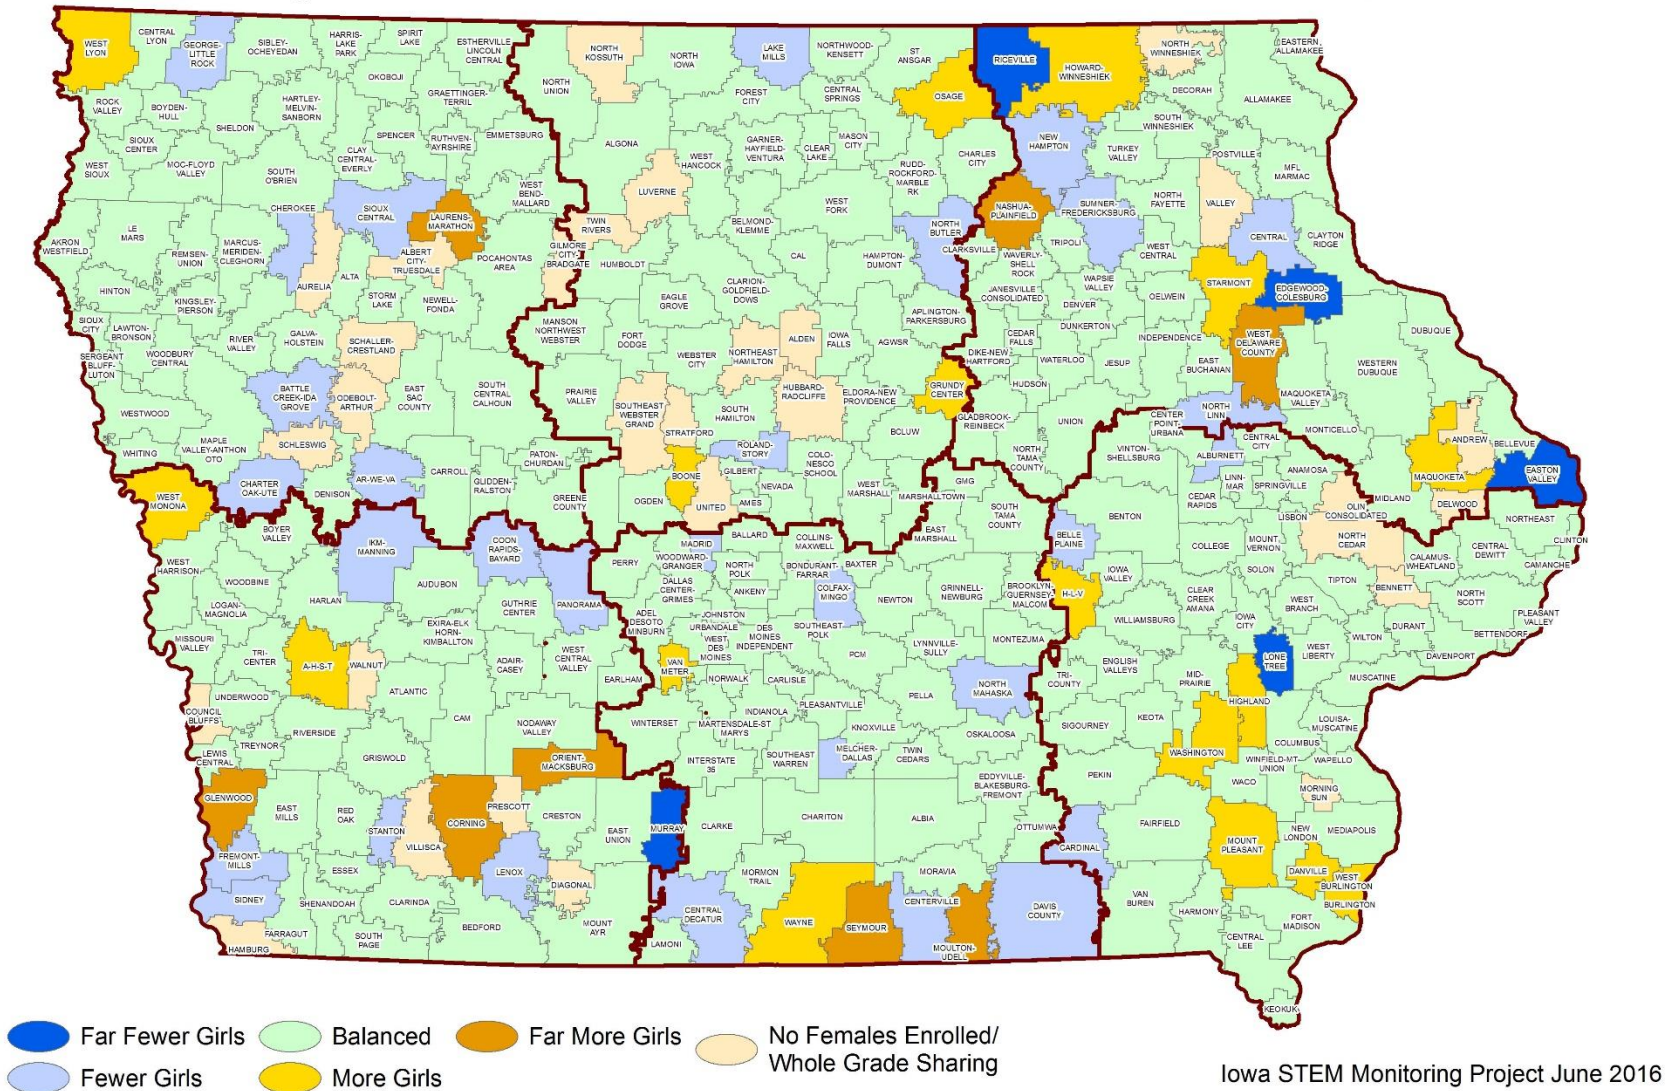 WEST
LYON
CENTRAL
LYON
GEORGE-
LITTLE
ROCK
SIBLEY-
OCHEYEDAN
HARRIS-
LAKE
PARK
SPIRIT
LAKE
ESTHERVILLE
LINCOLN
CENTRAL
OKOBOJI
ROCK
VALLEY
BOYDEN-
HULL
HARTLEY-
MELVIN-
SANBORN
GRAETTINGER-
TERRIL
SHELDON
SIOUX
CENTER
SPENCER
RUTHVEN-
AYRSHIRE
EMMETSBURG
WEST
SIOUX
MOC-FLOYD
VALLEY
SOUTH
O'BRIEN
CLAY
CENTRAL-
EVERLY
WEST
BEND-
MALLARD
CHEROKEE
SIOUX
CENTRAL
LAURENS-
MARATHON
AKRON
WESTFIELD
LE
MARS
REMSEN-
UNION
MARCUS-
MERIDEN-
CLEGHORN
AURELIA
ALTA
ALBERT
CITY-
TRUESDALE
POCAHONTAS
AREA
HINTON
KINGSLEY-
PIERSON
STORM
LAKE
NEWELL-
FONDA
SIOUX
CITY
LAWTON-
BRONSON
SERGEANT
BLUFF-
LUTON
WOODBURY
CENTRAL
RIVER
VALLEY
GALVA-
HOLSTEIN
SCHALLER-
CRESTLAND
BATTLE
CREEK-IDA
GROVE
ODEBOLT-
ARTHUR
EAST
SAC
COUNTY
SOUTH
CENTRAL
CALHOUN
WESTWOOD
WHITING
MAPLE
VALLEY-ANTHON
OTO
SCHLESWIG
CHARTER
OAK-UTE
DENISON
AR-WE-VA
CARROLL
GLIDDEN-
RALSTON
PATON-
CHURDAN
GREENE
COUNTY
NORTH
UNION
NORTH
KOSSUTH
NORTH
IOWA
LAKE
MILLS
NORTHWOOD-
KENSETT
ST
ANSGAR
OSAGE
FOREST
CITY
CENTRAL
SPRINGS
ALGONA
GARNER-
HAYFIELD-
VENTURA
CLEAR
LAKE
MASON
CITY
CHARLES
CITY
WEST
HANCOCK
LUVERNE
RUDD-
ROCKFORD-
MARBLE
RK
TWIN
RIVERS
GILMORE
CITY-
BRADGATE
HUMBOLDT
BELMOND-
KLEMME
WEST
FORK
NORTH
BUTLER
CAL
HAMPTON-
DUMONT
CLARKSVILLE
CLARION-
GOLDFIELD-
DOWS
EAGLE
GROVE
MANSON
NORTHWEST
WEBSTER
FORT
DODGE
WEBSTER
CITY
NORTHEAST
HAMILTON
ALDEN
IOWA
FALLS
AGWSR
APLINGTON-
PARKERSBURG
PRAIRIE
VALLEY
SOUTHEAST
WEBSTER
GRAND
STRATFORD
SOUTH
HAMILTON
HUBBARD-
RADCLIFFE
ELDORA-NEW
PROVIDENCE
GRUNDY
CENTER
BCLUW
ROLAND-
STORY
BOONE
OGDEN
UNITED
GILBERT
AMES
NEVADA
COLO-
NESCO
SCHOOL
WEST
MARSHALL
MARSHALLTOWN
GMG
EAST
MARSHALL
SOUTH
TAMA
COUNTY
RICEVILLE
HOWARD-
WINNESHIEK
NORTH
WINNESHIEK
EASTERN
ALLAMAKEE
DECORAH
ALLAMAKEE
SOUTH
WINNESHIEK
NEW
HAMPTON
TURKEY
VALLEY
POSTVILLE
MFL
MARMAC
NASHUA-
PLAINFIELD
SUMNER-
FREDERICKSBURG
NORTH
FAYETTE
VALLEY
CENTRAL
CLAYTON
RIDGE
TRIPOLI
WEST
CENTRAL
WAVERLY-
SHELL
ROCK
STARMONT
EDGEWOOD-
COLESBURG
JANESVILLE
CONSOLIDATED
WAPSIE
VALLEY
DENVER
OELWEIN
DUNKERTON
CEDAR
FALLS
DIKE-NEW
HARTFORD
WATERLOO
JESUP
INDEPENDENCE
EAST
BUCHANAN
WEST
DELAWARE
COUNTY
DUBUQUE
WESTERN
DUBUQUE
HUDSON
MAQUOKETA
VALLEY
GLADBROOK-
REINBECK
UNION
NORTH
TAMA
COUNTY
CENTER
POINT-
URBANA
NORTH
LINN
MONTICELLO
ANDREW
BELLEVUE
MAQUOKETA
EASTON
VALLEY
VINTON-
SHELLSBURG
ALBURNETT
CENTRAL
CITY
LINN-
MAR
SPRINGVILLE
ANAMOSA
MIDLAND
DELWOOD
CEDAR
RAPIDS
LISBON
OLIN
CONSOLIDATED
NORTHEAST
WEST
MONONA
BOYER
VALLEY
WEST
HARRISON
WOODBINE
IKM-
MANNING
COON
RAPIDS-
BAYARD
AUDUBON
LOGAN-
MAGNOLIA
HARLAN
GUTHRIE
CENTER
PANORAMA
MISSOURI
VALLEY
EXIRA-ELK
HORN-
KIMBALLTON
TRI-
CENTER
A-H-S-T
WALNUT
ADAIR-
CASEY
WEST
CENTRAL
VALLEY
EARLHAM
UNDERWOOD
ATLANTIC
COUNCIL
BLUFFS
CAM
NODAWAY
VALLEY
LEWIS
CENTRAL
TREYNOR
RIVERSIDE
GRISWOLD
ORIENT-
MACKSBURG
GLENWOOD
EAST
MILLS
RED
OAK
STANTON
VILLISCA
CORNING
PRESCOTT
CRESTON
EAST
UNION
MURRAY
FREMONT-
MILLS
ESSEX
LENOX
DIAGONAL
SIDNEY
SHENANDOAH
CLARINDA
HAMBURG
FARRAGUT
SOUTH
PAGE
BEDFORD
MOUNT
AYR
PERRY
WOODWARD-
GRANGER
MADRID
BALLARD
COLLINS-
MAXWELL
NORTH
POLK
BONDURANT-
FARRAR
BAXTER
DALLAS
CENTER-
GRIMES
ANKENY
COLFAX-
MINGO
NEWTON
GRINNELL-
NEWBURG
BROOKLYN-
GUERNSEY-
MALCOM
ADEL
DESOTO
MINBURN
JOHNSTON
URBANDALE
WEST
DES
MOINES
DES
MOINES
INDEPENDENT
SOUTHEAST
POLK
VAN
METER
NORWALK
CARLISLE
PCM
LYNNVILLE-
SULLY
MONTEZUMA
NORTH
MAHASKA
PELLA
WINTERSET
MARTENSDALE-ST
MARYS
INDIANOLA
PLEASANTVILLE
KNOXVILLE
OSKALOOSA
INTERSTATE
35
SOUTHEAST
WARREN
MELCHER-
DALLAS
TWIN
CEDARS
EDDYVILLE-
BLAKESBURG-
FREMONT
CLARKE
CHARITON
ALBIA
OTTUMWA
MORMON
TRAIL
MORAVIA
CENTRAL
DECATUR
WAYNE
SEYMOUR
CENTERVILLE
MOULTON-
UDELL
DAVIS
COUNTY
LAMONI
BELLE
PLAINE
BENTON
COLLEGE
MOUNT
VERNON
NORTH
CEDAR
CALAMUS-
WHEATLAND
CENTRAL
DEWITT
CLINTON
CAMANCHE
H-L-V
IOWA
VALLEY
SOLON
TIPTON
BENNETT
NORTH
SCOTT
CLEAR
CREEK
AMANA
WEST
BRANCH
WILLIAMSBURG
IOWA
CITY
DURANT
PLEASANT
VALLEY
BETTENDORF
WILTON
DAVENPORT
LONE
TREE
WEST
LIBERTY
TRI-
COUNTY
ENGLISH
VALLEYS
MID-
PRAIRIE
MUSCATINE
HIGHLAND
SIGOURNEY
KEOTA
LOUISA-
MUSCATINE
WASHINGTON
COLUMBUS
PEKIN
WINFIELD-MT
UNION
WAPELLO
WACO
MORNING
SUN
FAIRFIELD
MOUNT
PLEASANT
NEW
LONDON
MEDIAPOLIS
CARDINAL
DANVILLE
WEST
BURLINGTON
BURLINGTON
VAN
BUREN
HARMONY
FORT
MADISON
CENTRAL
LEE
KEOKUK
Far Fewer Girls
Balanced
Far More Girls
No Females Enrolled/
Whole Grade Sharing
Fewer Girls
More Girls
Iowa STEM Monitoring Project June 2016